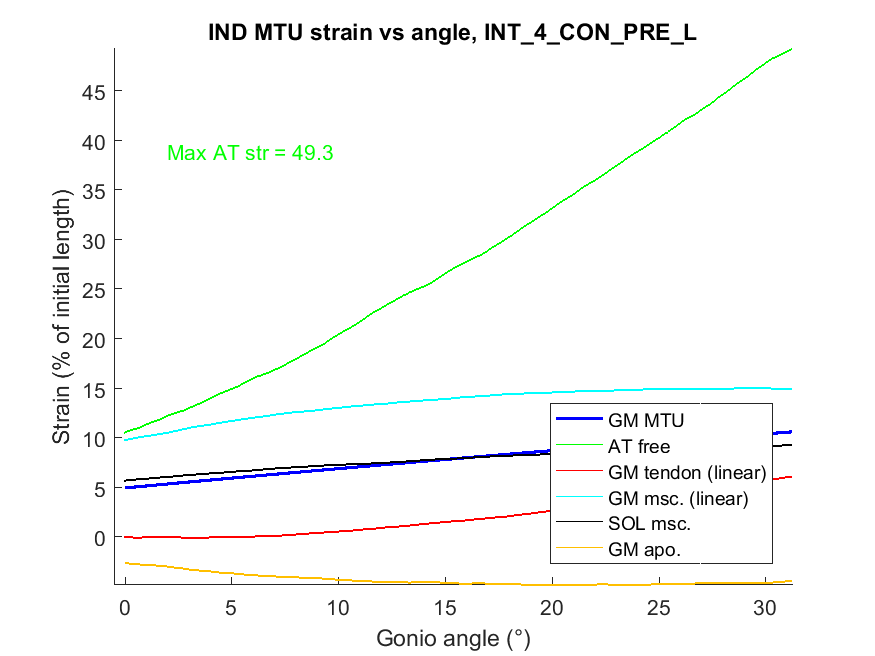 IND MTU strain vs angle, INT_4_CON_PRE_L
Max AT str = 49.3
Strain (% of initial length)
45
40
35
30
25
20
15
10
5
0
0 5 10 15 20 25 30
Gonio angle (°)
GM MTU
AT free
GM tendon (linear)
GM msc. (linear)
SOL msc.
GM apo.